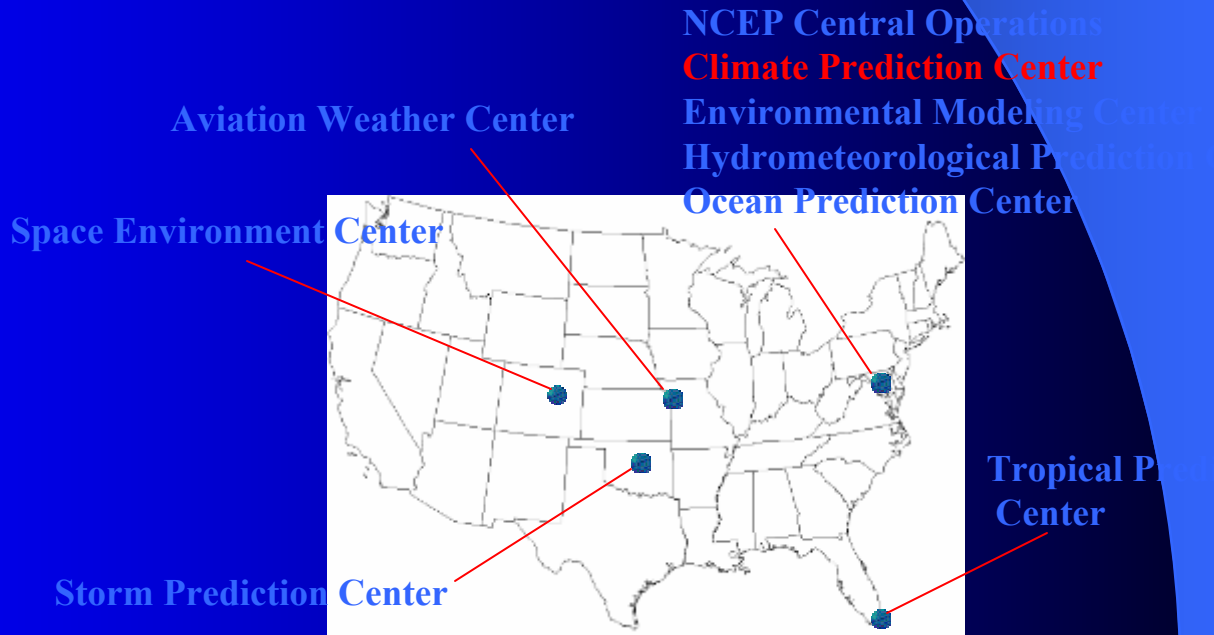 NCEP Central Operations
Climate Prediction Center
Environmental Modeling Center
Hydrometeorological Prediction
Ocean Prediction Center
Aviation Weather Center
Space Environment Center
Tropical
Center
Storm Prediction Center